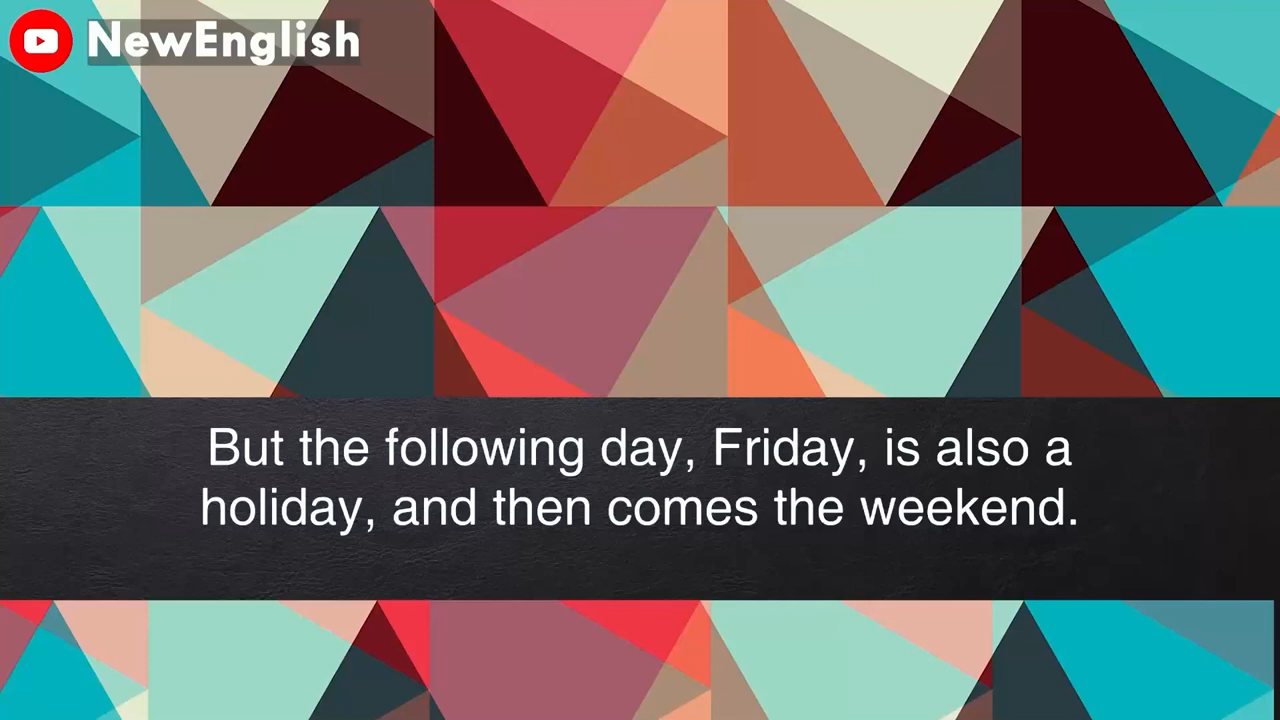 NewEnglish
But the following day, Friday, is also a
holiday, and then comes the weekend.